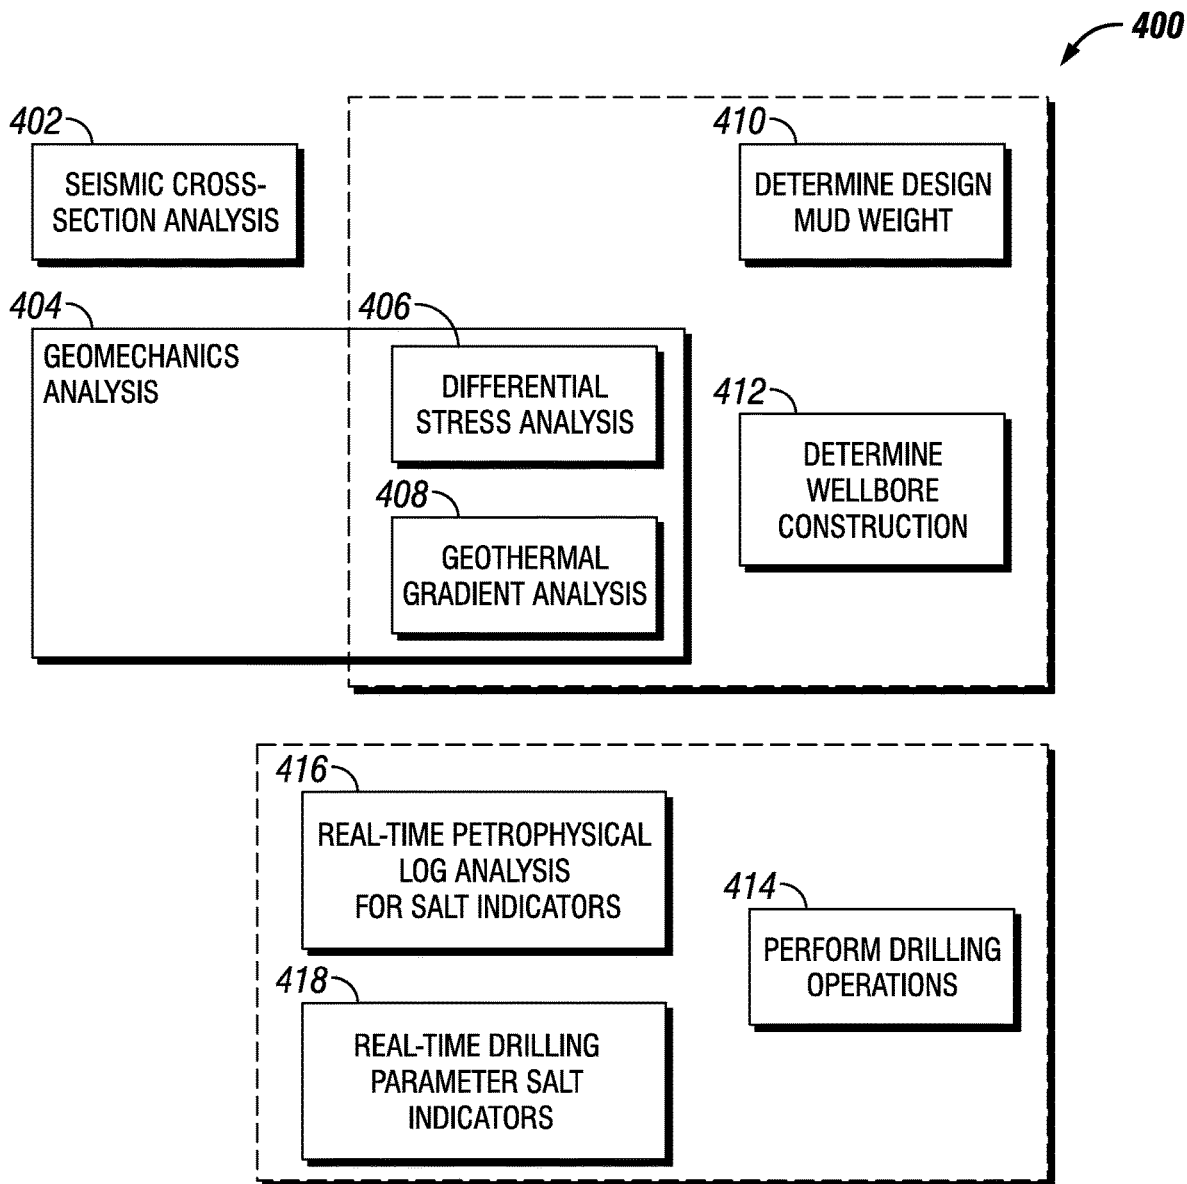 400
402
SEISMIC CROSS-
SECTION ANALYSIS
410
DETERMINE DESIGN
MUD WEIGHT
404
GEOMECHANICS
ANALYSIS
406
DIFFERENTIAL
STRESS ANALYSIS
408
GEOTHERMAL
GRADIENT ANALYSIS
412
DETERMINE
WELLBORE
CONSTRUCTION
416
REAL-TIME PETROPHYSICAL
LOG ANALYSIS
FOR SALT INDICATORS
414
PERFORM DRILLING
OPERATIONS
418
REAL-TIME DRILLING
PARAMETER SALT
INDICATORS